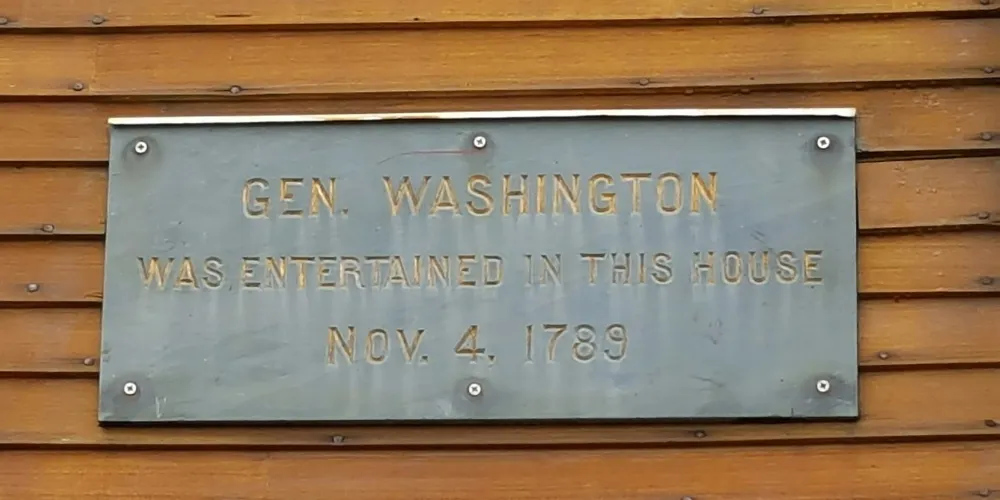 GEN. WASHINGTON
WAS ENTERTAINED IN THIS HOUSE
NOV. 4, 1789